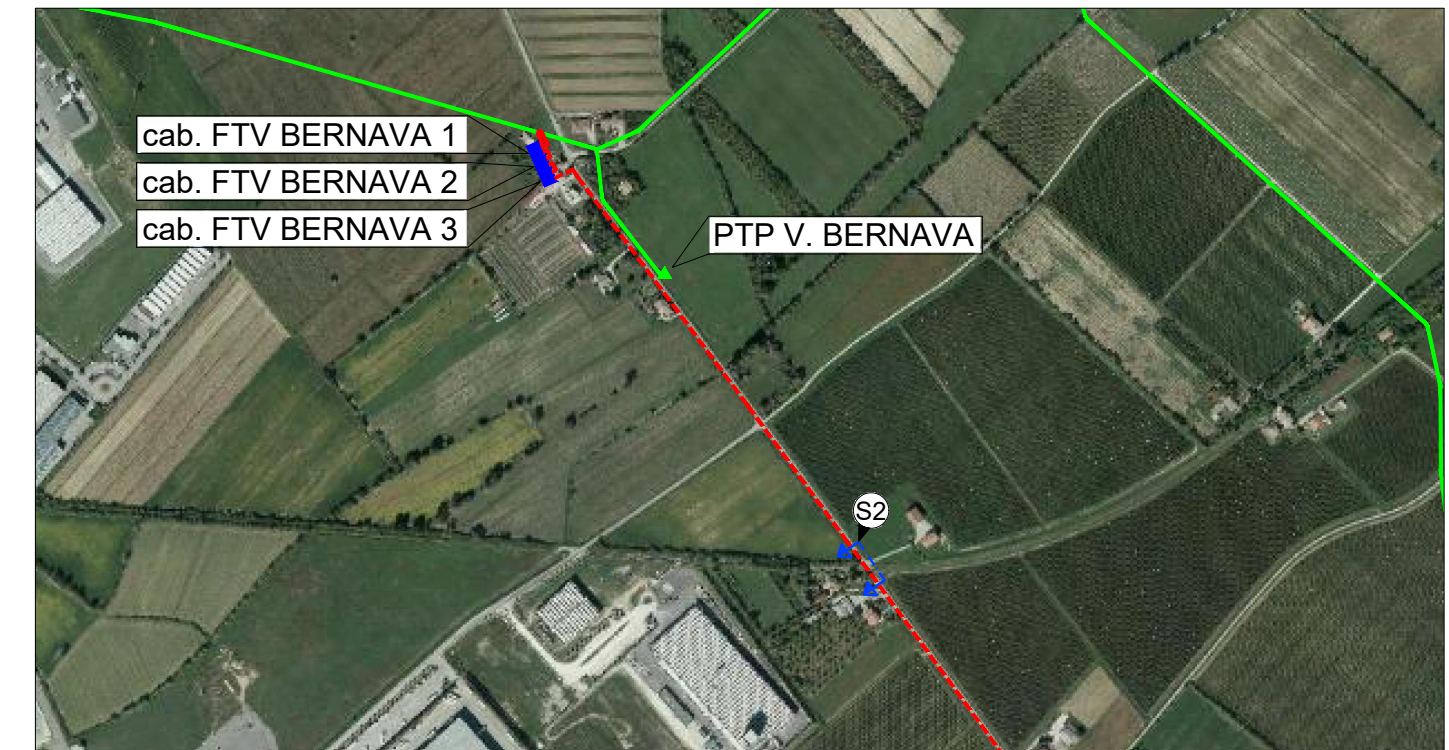 cab. FTV BERNAVA 1
cab. FTV BERNAVA 2
cab. FTV BERNAVA 3
PTP V. BERNAVA
S2